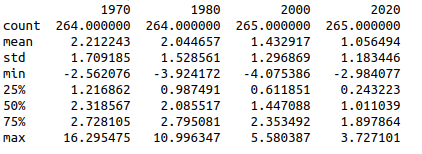 1970 1980 2000 2020
count 264.000000 264.000000 265.000000 265.000000
mean 2.212243 2.044657 1.432917 1.056494
std 1.709185 1.528561 1.296869 1.183446
min -2.562076 -3.924172 -4.075386 -2.984077
25% 1.216862 0.987491 0.611851 0.243223
50% 2.318567 2.085517 1.447088 1.011039
75% 2.728105 2.795081 2.353492 1.897864
max 16.295475 10.996347 5.580387 3.727101